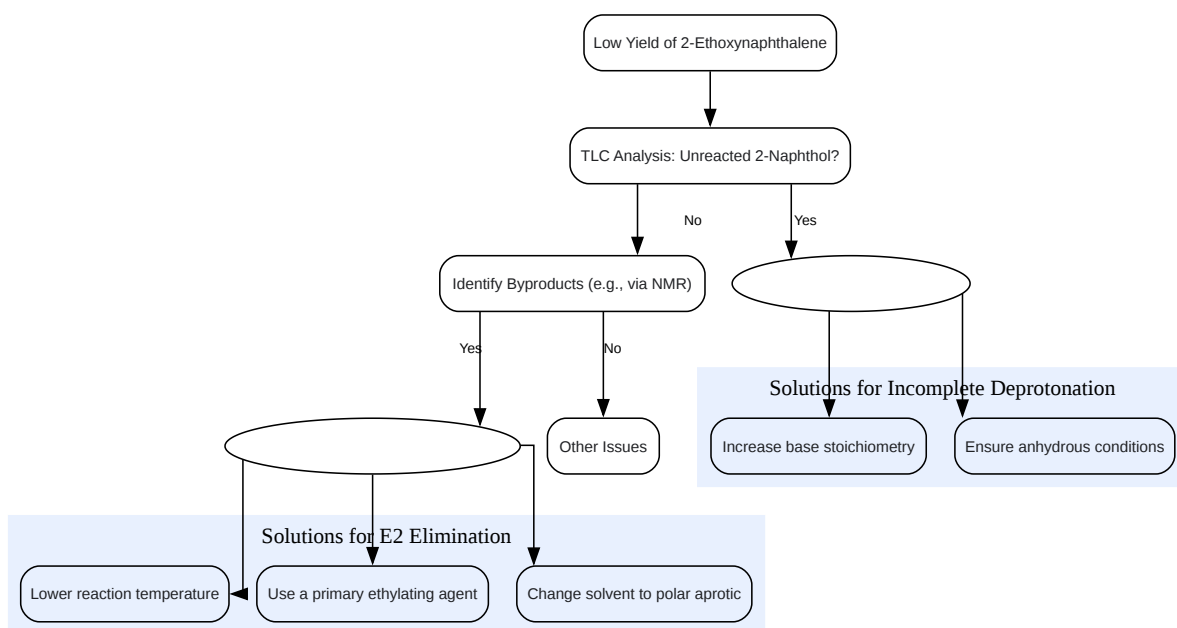 Low Yield of 2-Ethoxynaphthalene
TLC Analysis: Unreacted 2-Naphthol?
No
Yes
Identify Byproducts (e.g., via NMR)
Yes
No
Solutions for Incomplete Deprotonation
Other Issues
Increase base stoichiometry
Ensure anhydrous conditions
Solutions for E2 Elimination
Lower reaction temperature
Use a primary ethylating agent
Change solvent to polar aprotic